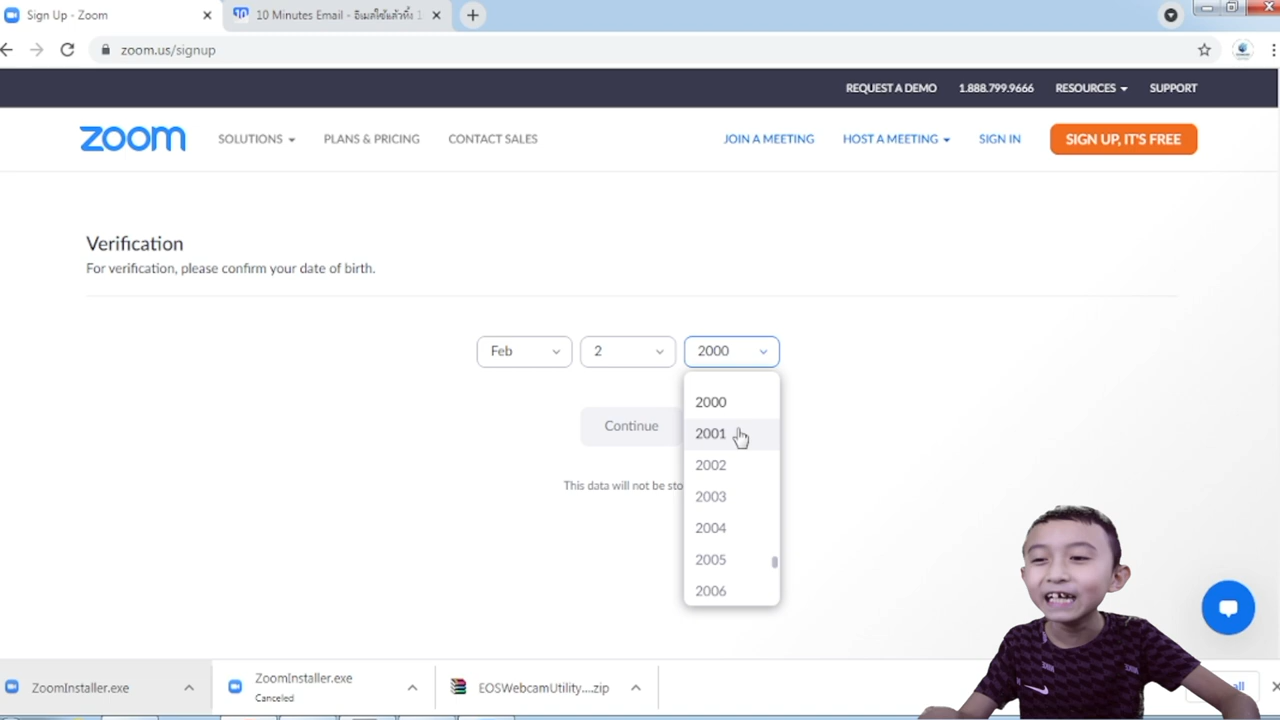 Sign Up - Zoom
10 Minutes Email - อีเมลใช้แล้วทิ้ง 1
zoom.us/signup
REQUEST A DEMO 1.888.799.9666 RESOURCES SUPPORT
zoom SOLUTIONS PLANS & PRICING CONTACT SALES JOIN A MEETING HOST A MEETING SIGN IN SIGN UP, IT'S FREE
Verification
For verification, please confirm your date of birth.
Feb 2 2000
2000
Continue
2001
2002
This data will not be sto
2003
2004
2005
2006
ZoomInstaller.exe
ZoomInstaller.exe
Canceled
EOSWebcamUtility....zip